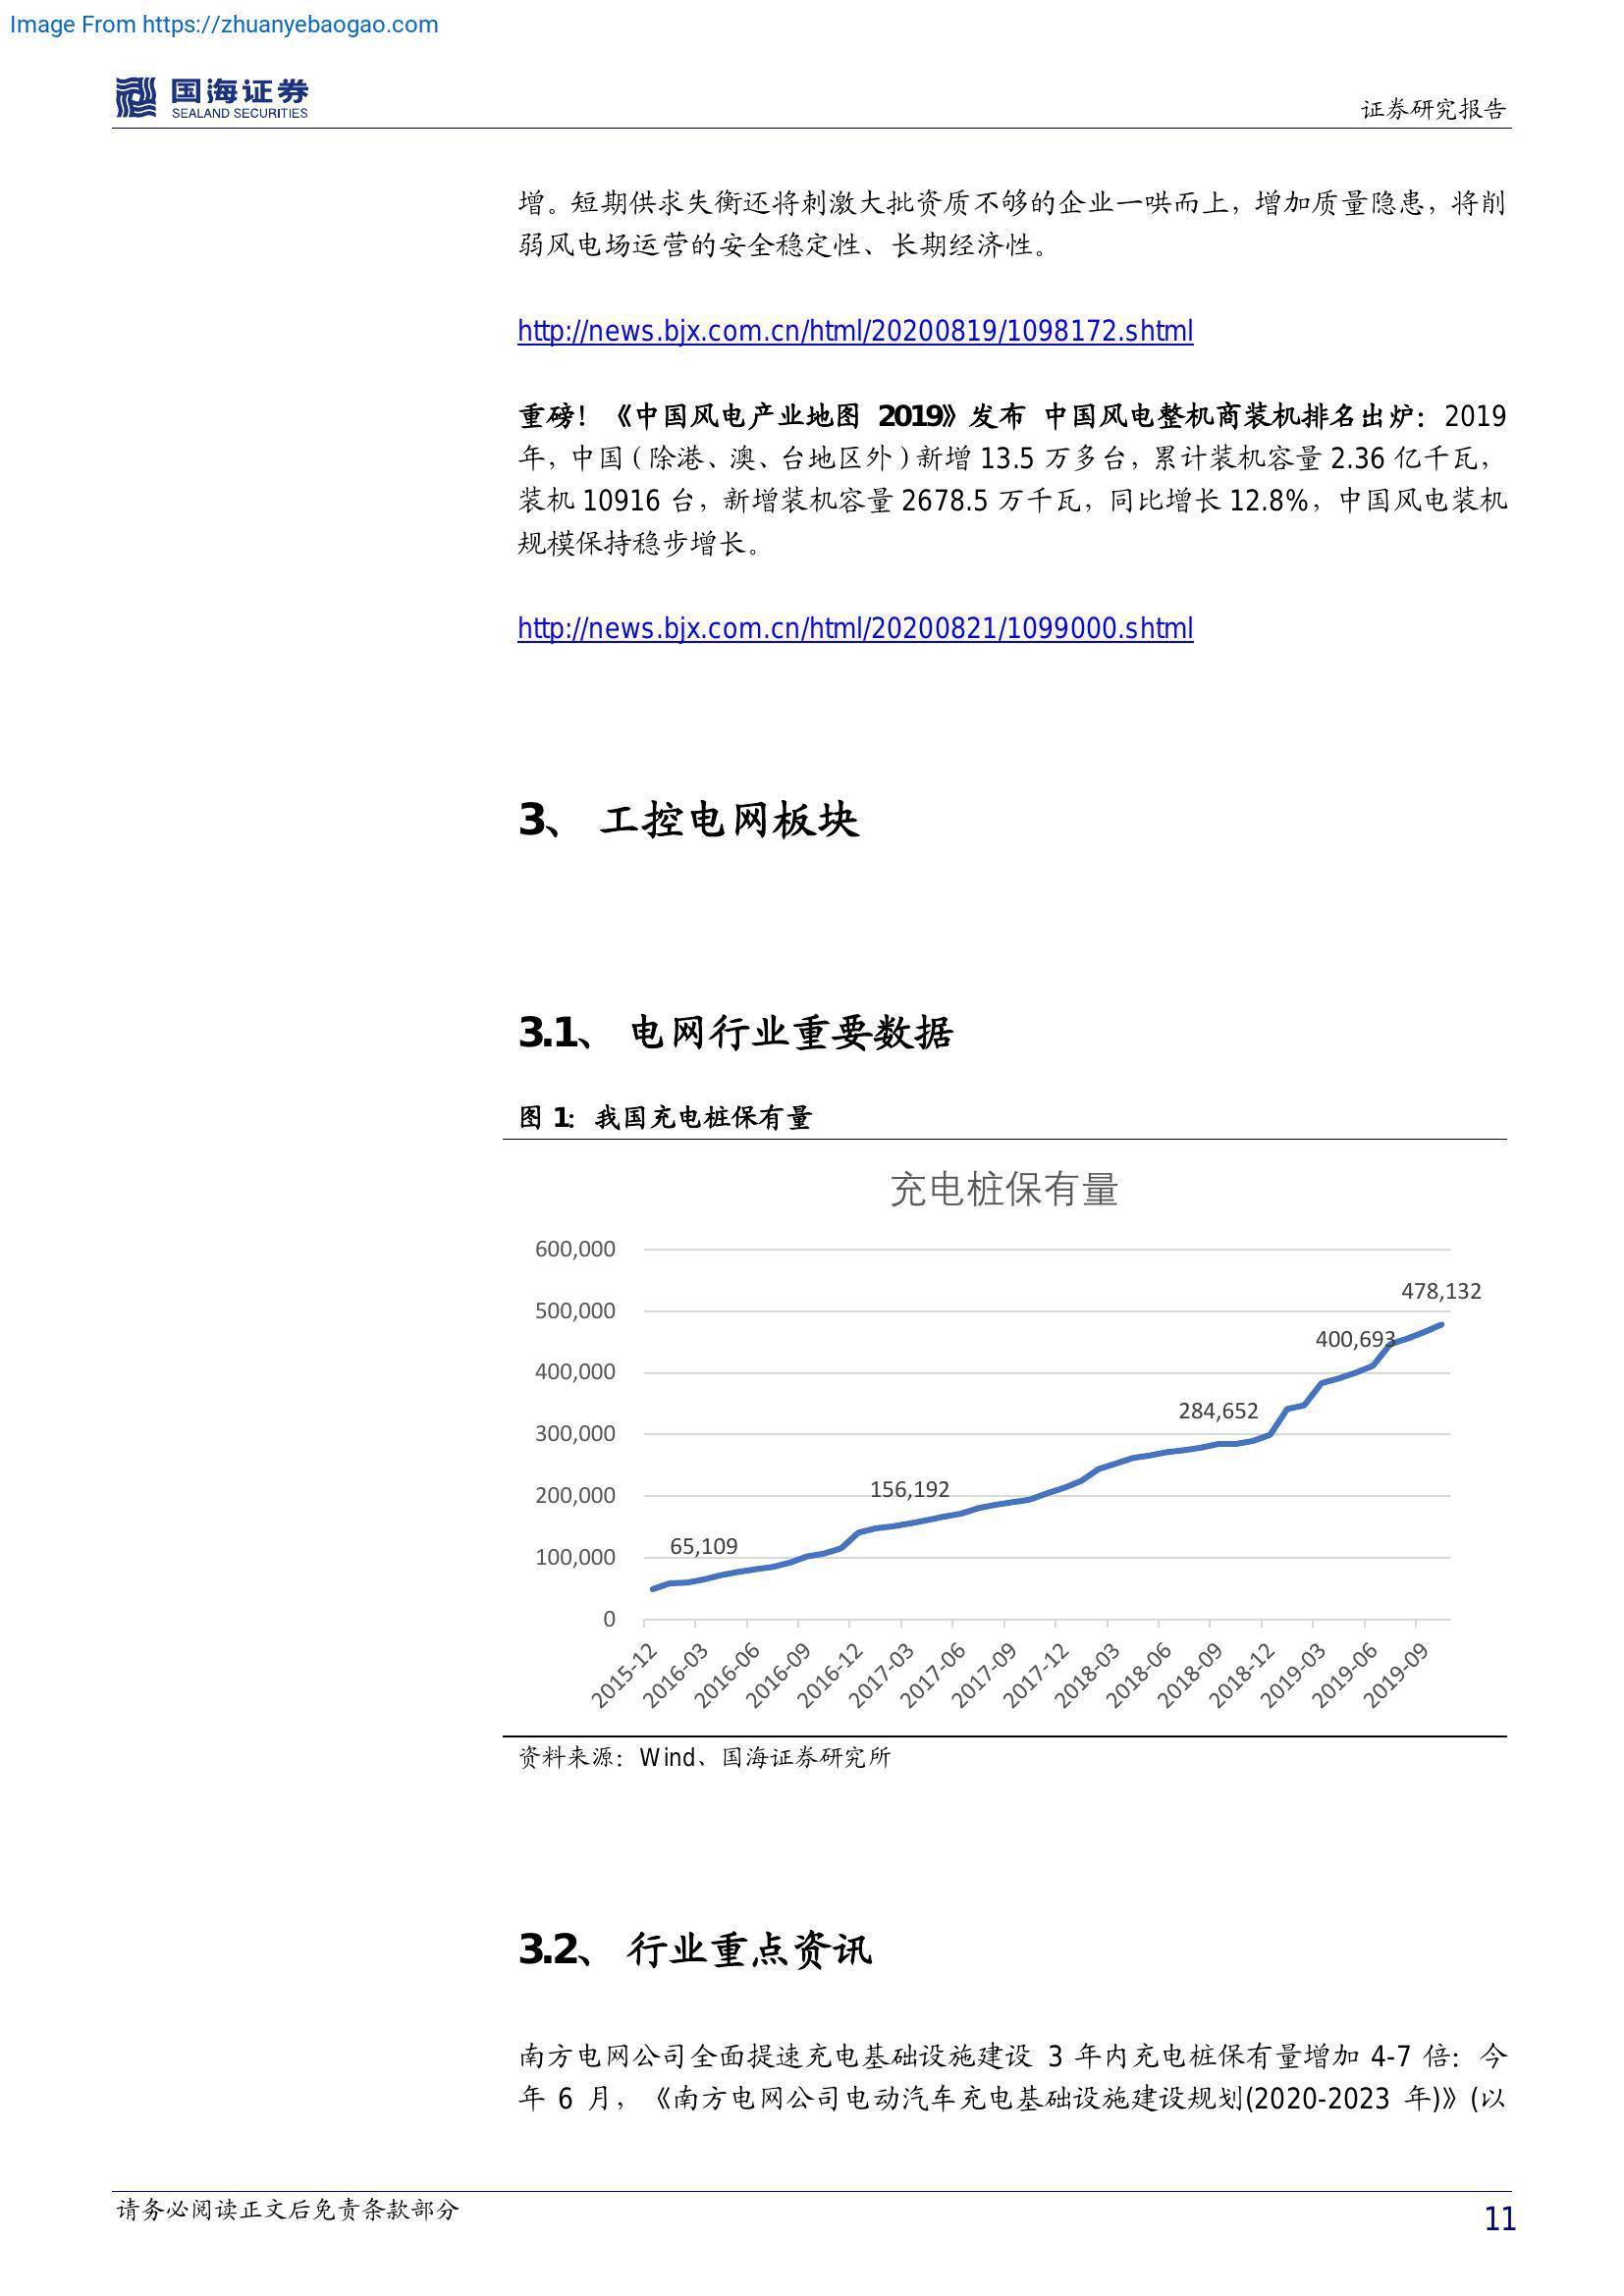 Image From https://zhuanyebaogao.com
国海证券
SEALAND SECURITIES
证券研究报告
增。短期供求失衡还将刺激大批资质不够的企业一哄而上，增加质量隐患，将削
弱风电场运营的安全稳定性、长期经济性。
http://news.bjx.com.cn/html/20200819/1098172.shtml
重磅！《中国风电产业地图 2019》发布 中国风电整机商装机排名出炉：2019
年，中国（除港、澳、台地区外）新增 13.5 万多台，累计装机容量 2.36 亿千瓦，
装机 10916 台，新增装机容量 2678.5 万千瓦，同比增长 12.8%，中国风电装机
规模保持稳步增长。
http://news.bjx.com.cn/html/20200821/1099000.shtml
3、 工控电网板块
3.1、 电网行业重要数据
图 1：我国充电桩保有量
充电桩保有量
600,000
500,000
400,000
300,000
200,000
100,000
0
65,109
156,192
284,652
400,693
478,132
2015-12
2016-03
2016-06
2016-09
2016-12
2017-03
2017-06
2017-09
2017-12
2018-03
2018-06
2018-09
2018-12
2019-03
2019-06
2019-09
资料来源：Wind、国海证券研究所
3.2、 行业重点资讯
南方电网公司全面提速充电基础设施建设 3 年内充电桩保有量增加 4-7 倍：今
年 6 月，《南方电网公司电动汽车充电基础设施建设规划(2020-2023 年)》(以
请务必阅读正文后免责条款部分
11